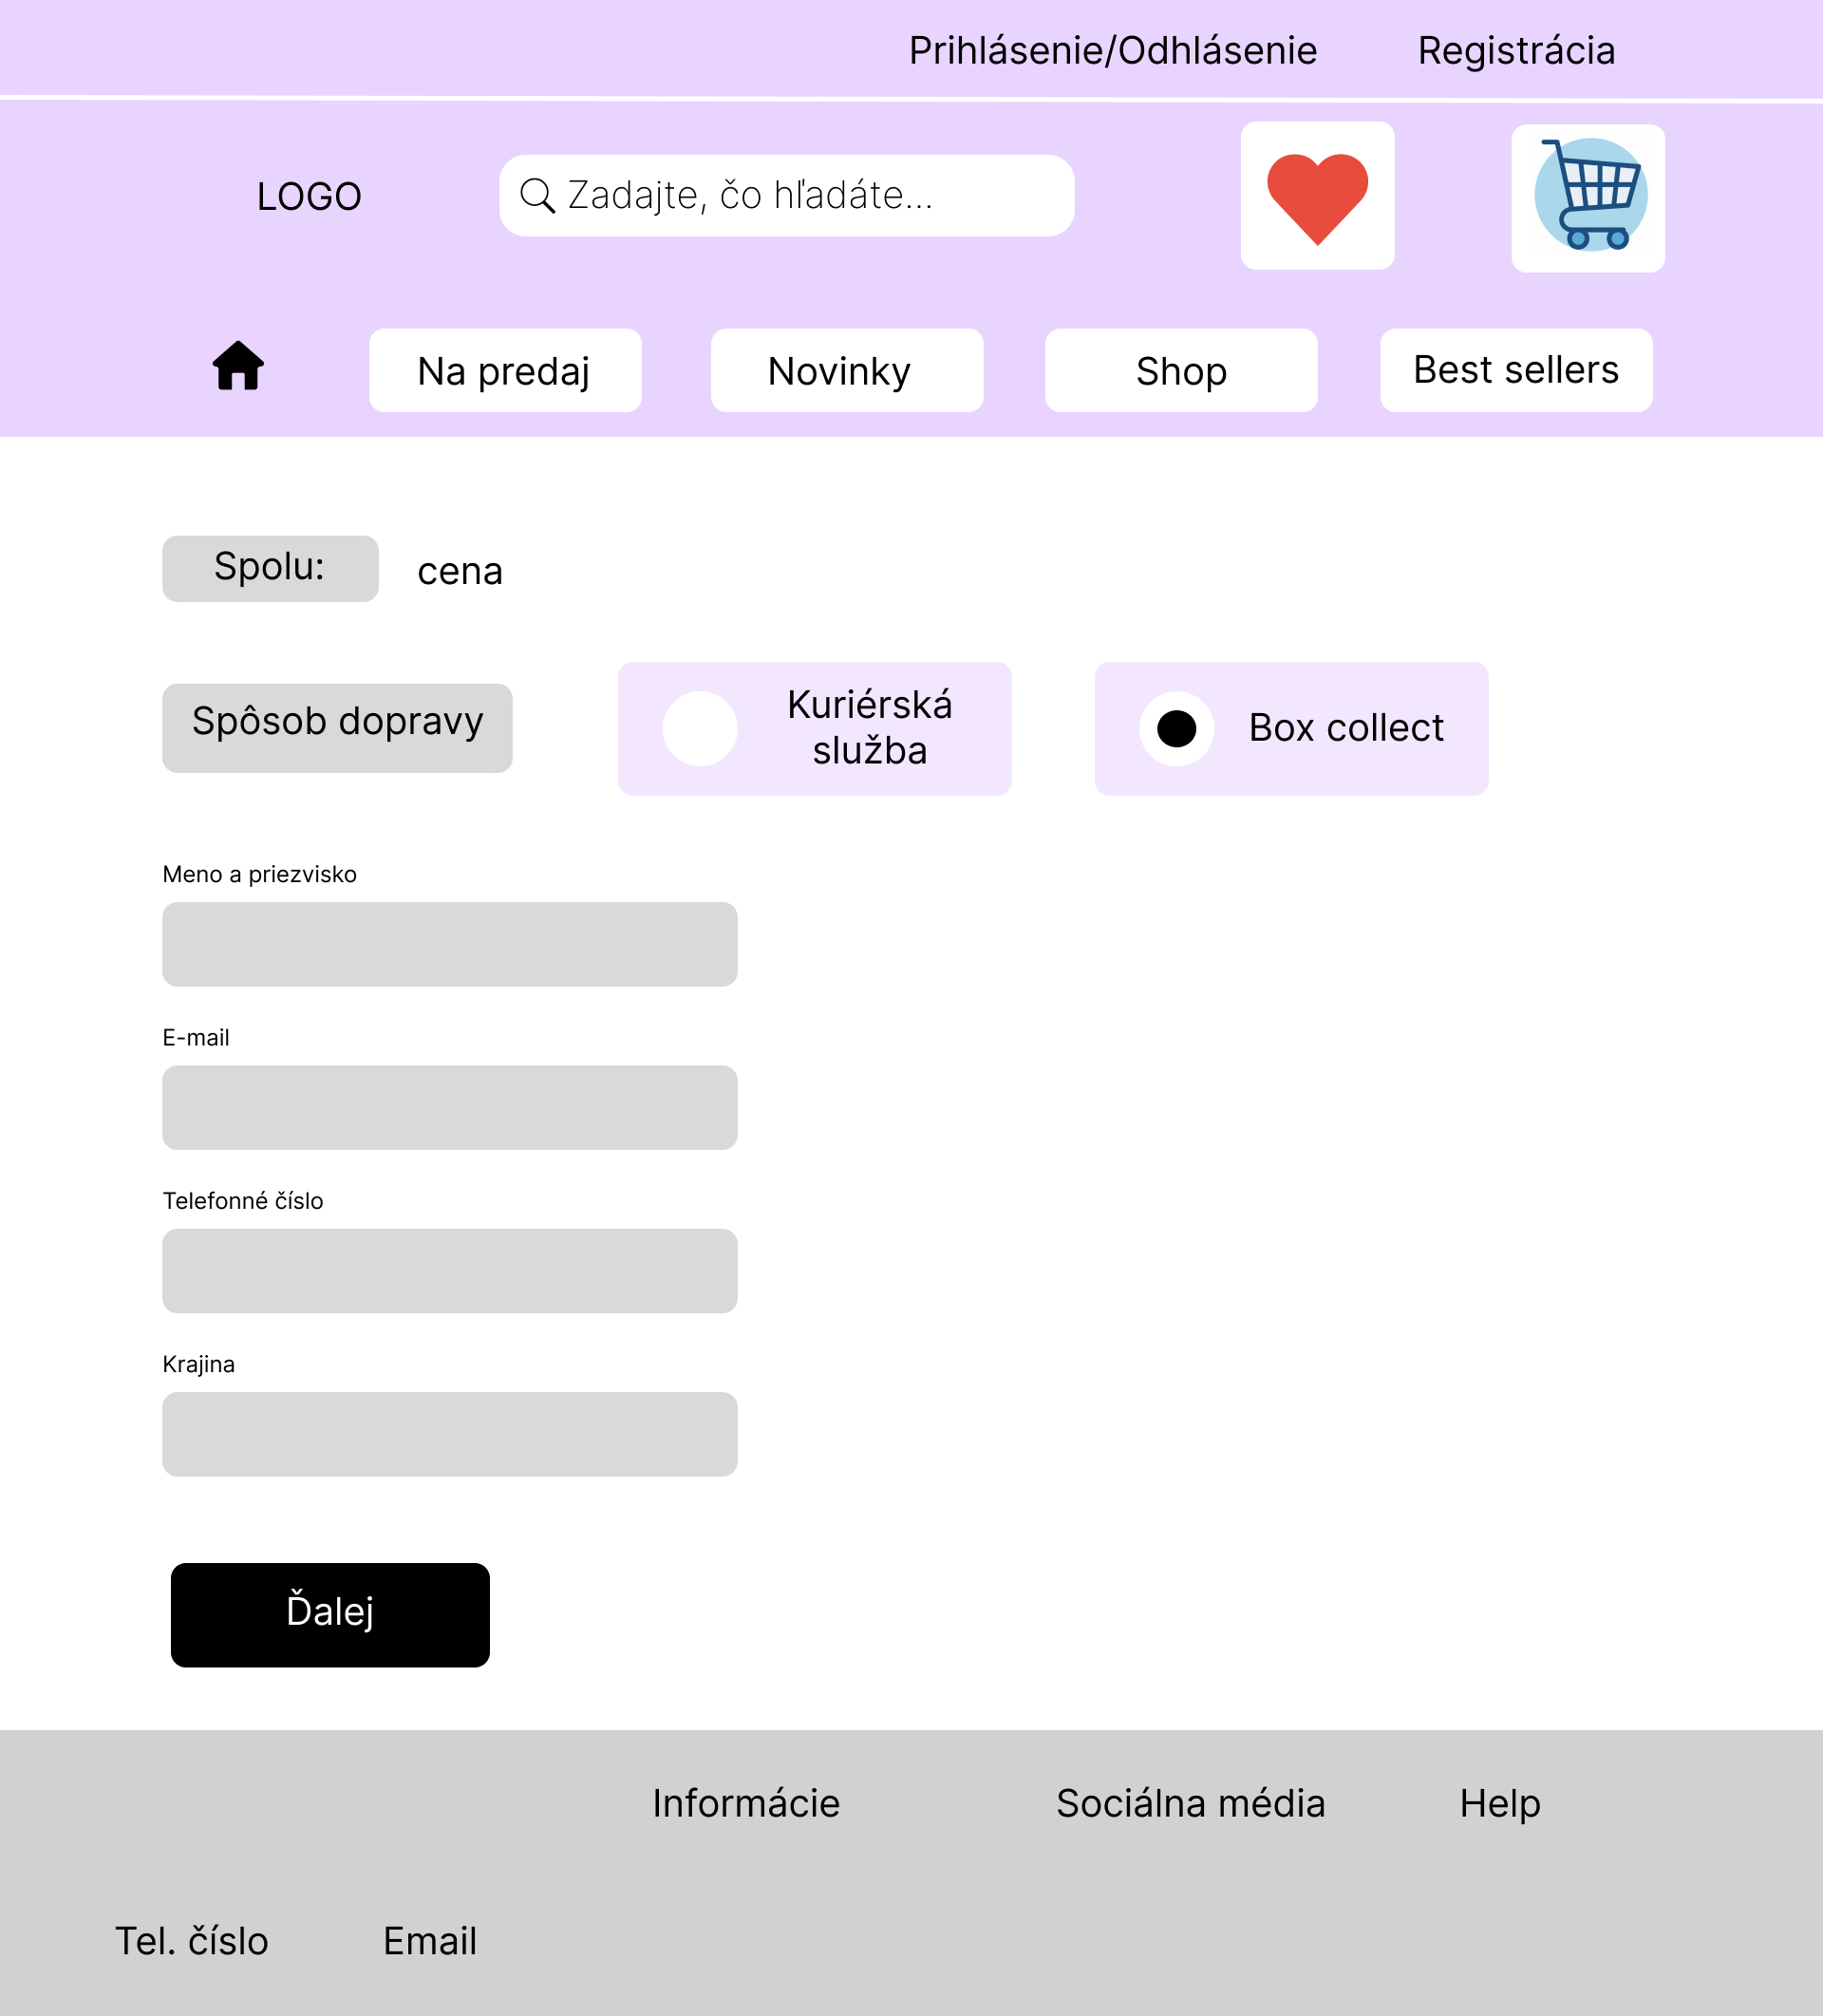 Prihlásenie/Odhlásenie
Registrácia
LOGO
Zadajte, čo hľadáte...
Na predaj
Novinky
Shop
Best sellers
Spolu:
cena
Spôsob dopravy
Kuriérská
služba
Box collect
Meno a priezvisko
E-mail
Telefonné číslo
Krajina
Ďalej
Informácie
Sociálna média
Help
Tel. číslo
Email